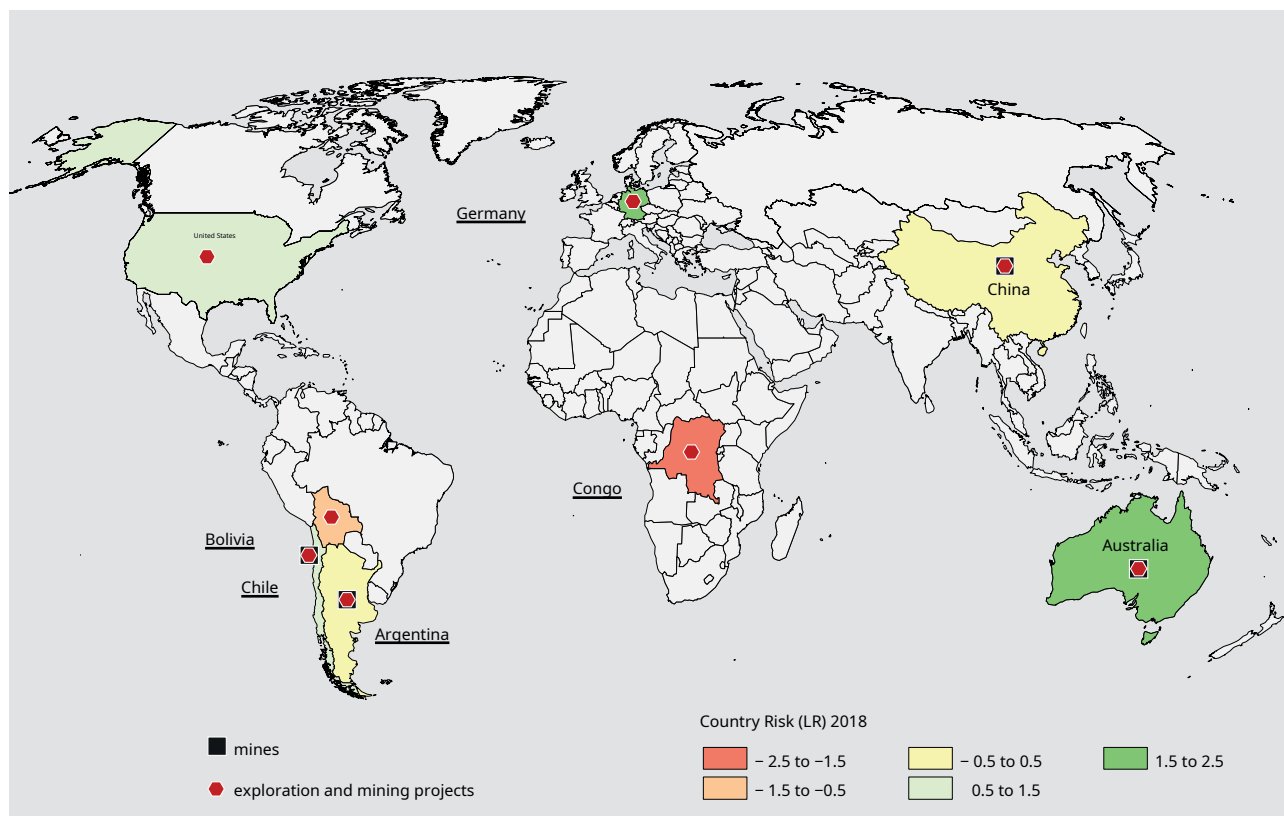 Germany
United States
China
Congo
Australia
Bolivia
Chile
Argentina
mines
exploration and mining projects
Country Risk (LR) 2018
− 2.5 to −1.5
− 1.5 to −0.5
− 0.5 to 0.5
0.5 to 1.5
1.5 to 2.5